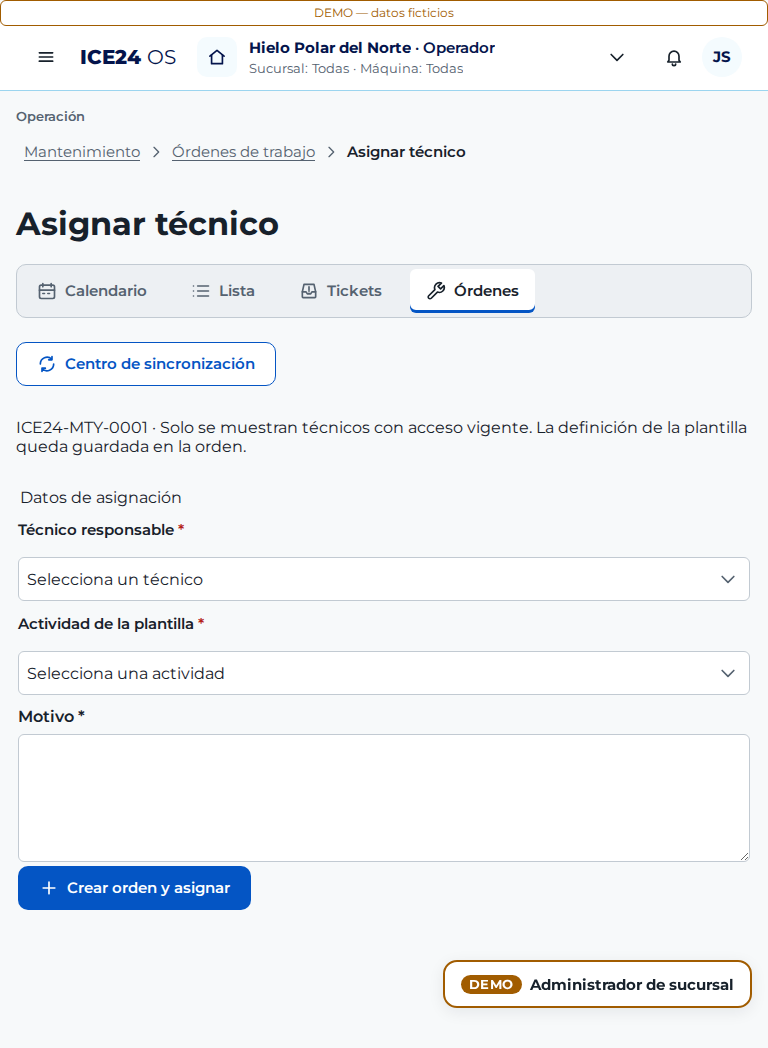 DEMO — datos ficticios
ICE24 OS
Hielo Polar del Norte · Operador
Sucursal: Todas · Máquina: Todas
JS
Operación
Mantenimiento > Órdenes de trabajo > Asignar técnico
Asignar técnico
Calendario Lista Tickets Órdenes
Centro de sincronización
ICE24-MTY-0001 · Solo se muestran técnicos con acceso vigente. La definición de la plantilla
queda guardada en la orden.
Datos de asignación
Técnico responsable *
Selecciona un técnico
Actividad de la plantilla *
Selecciona una actividad
Motivo *
Crear orden y asignar
DEMO Administrador de sucursal